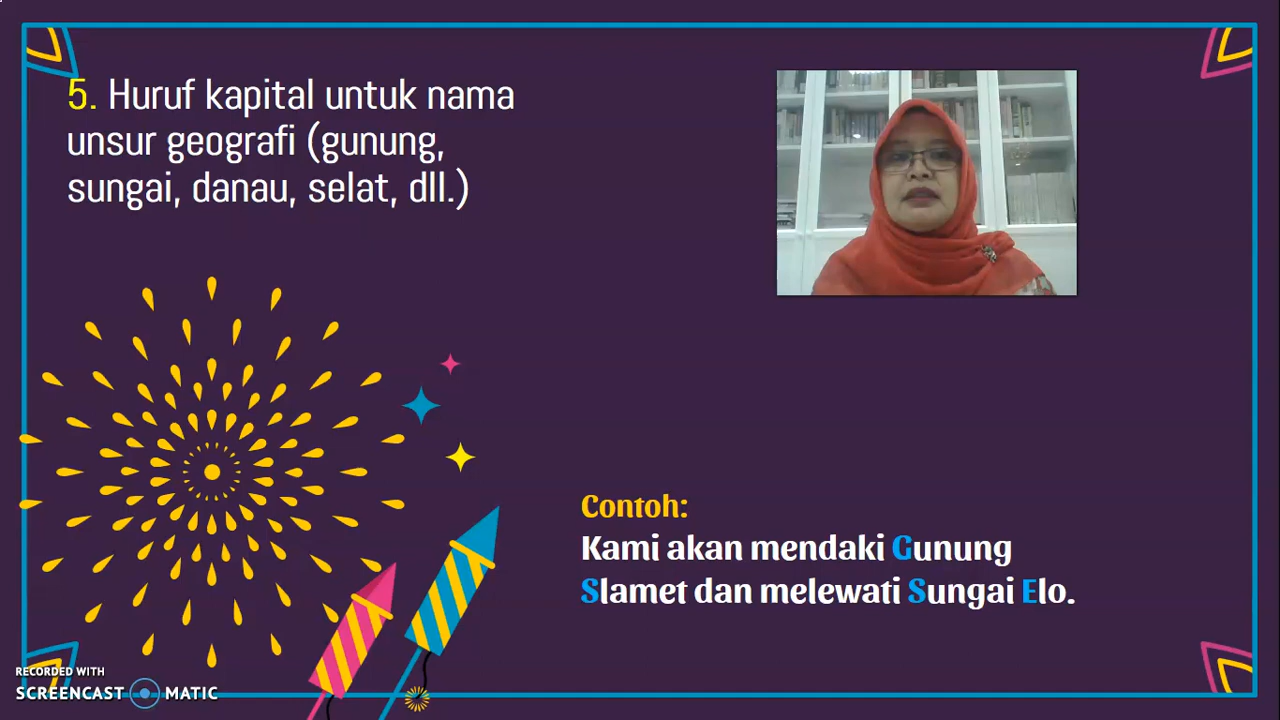 5. Huruf kapital untuk nama
unsur geografi (gunung,
sungai, danau, selat, dll.)
Contoh:
Kami akan mendaki Gunung
Slamet dan melewati Sungai Elo.
RECORDED WITH
SCREENCAST MATIC